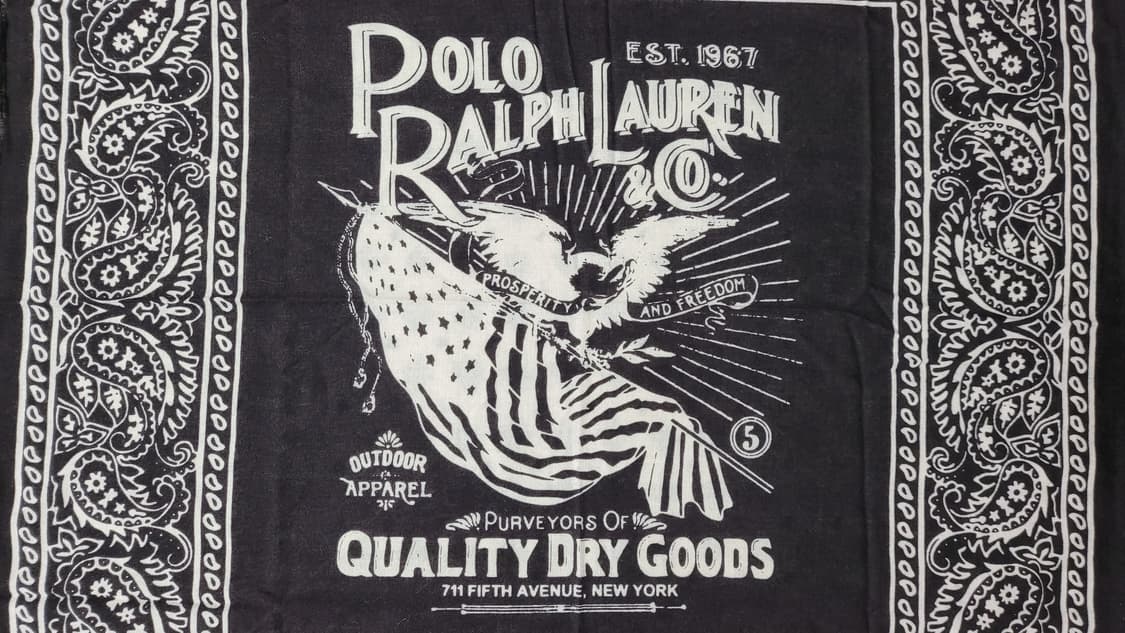 POLO
EST. 1967
RALPH LAUREN
& CO.
PROSPERITY
AND FREEDOM
5
OUTDOOR
APPAREL
PURVEYORS OF
QUALITY DRY GOODS
711 FIFTH AVENUE, NEW YORK